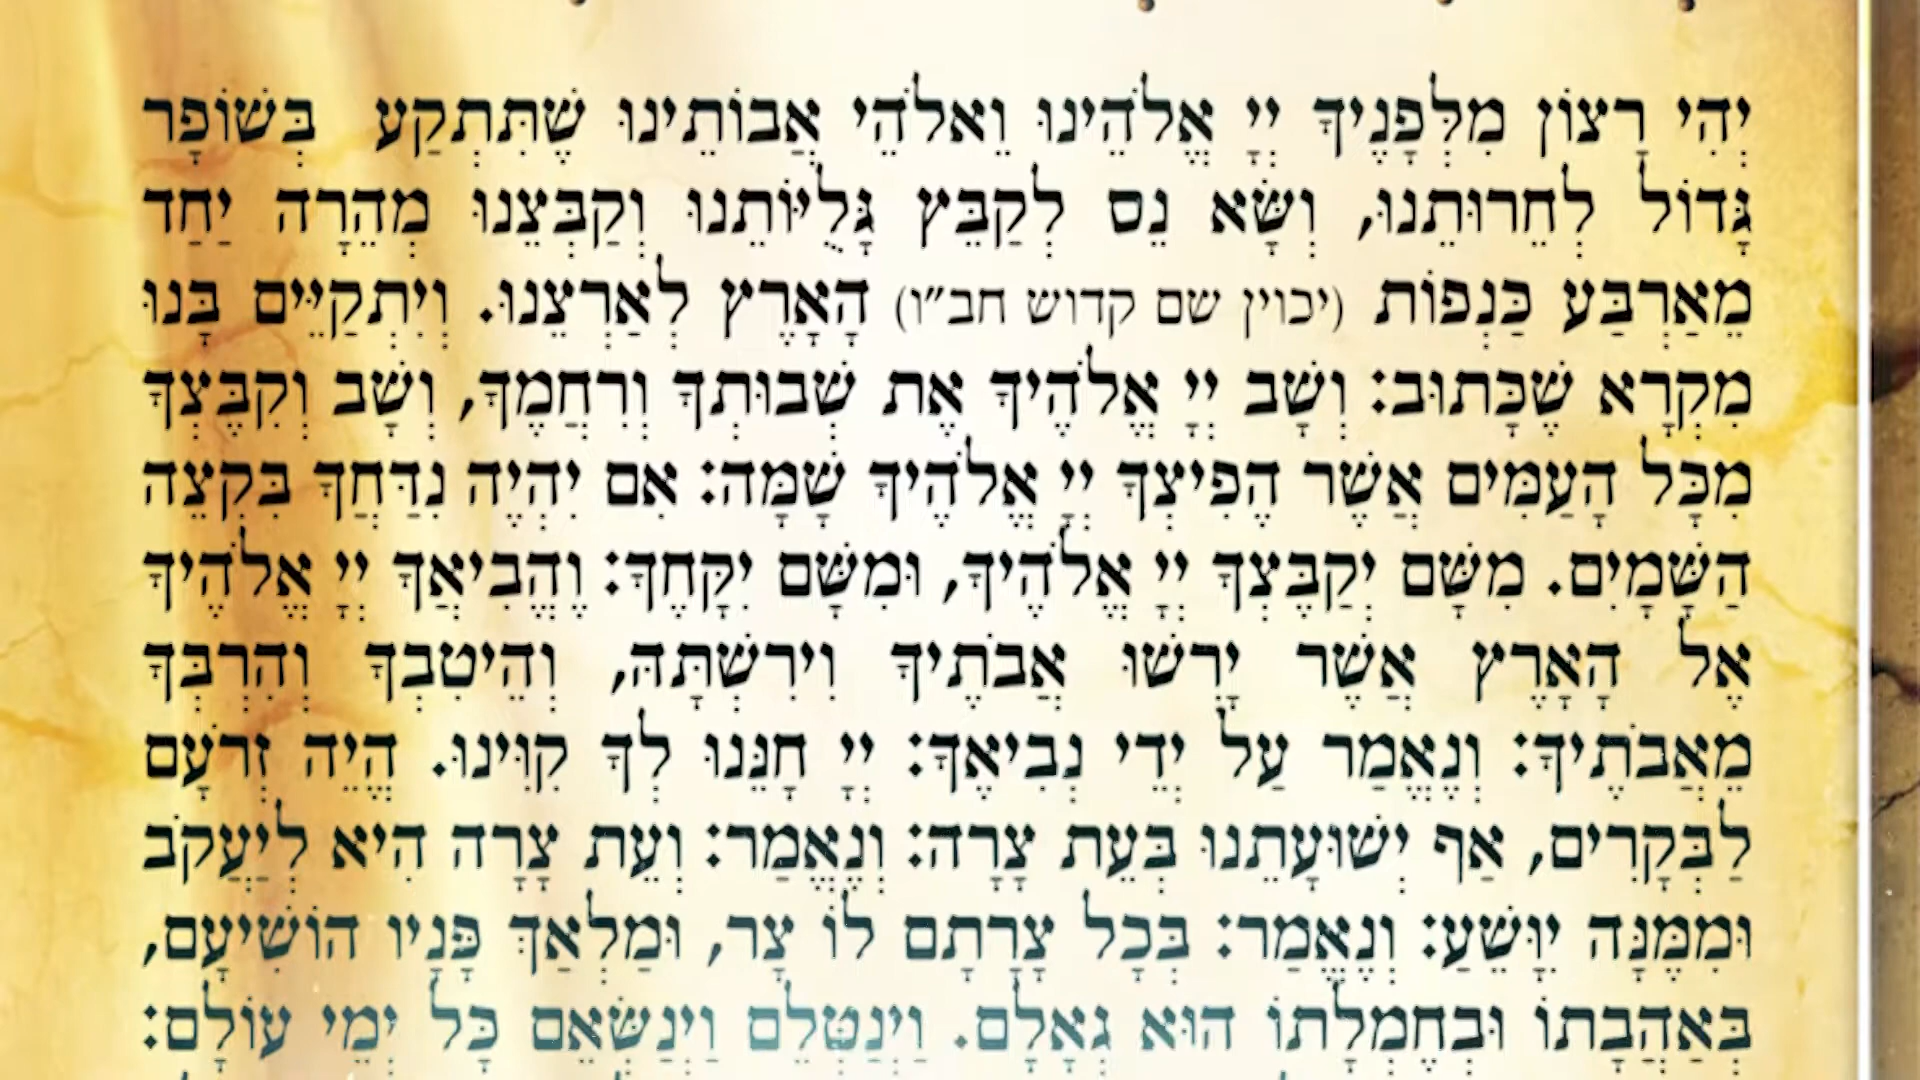 יְהִי רָצוֹן מִלְּפָנֶיךָ יְיָ אֱלֹהֵינוּ וֵאלֹהֵי אֲבוֹתֵינוּ שֶׁתִּתְקַע בְּשׁוֹפָר
גָּדוֹל לְחֵרוּתֵנוּ, וְשָׂא נֵס לְקַבֵּץ גָּלֻיּוֹתֵנוּ וְקַבְּצֵנוּ מְהֵרָה יַחַד
מֵאַרְבַּע כַּנְפוֹת (יכוין שם קדוש חב״ו) הָאָרֶץ לְאַרְצֵנוּ. וְיִתְקַיֵּים בָּנוּ
מִקְרָא שֶׁכָּתוּב: וְשָׁב יְיָ אֱלֹהֶיךָ אֶת שְׁבוּתְךָ וְרִחֲמֶךָ, וְשָׁב וְקִבֶּצְךָ
מִכָּל הָעַמִּים אֲשֶׁר הֱפִיצְךָ יְיָ אֱלֹהֶיךָ שָׁמָּה: אִם יִהְיֶה נִדַּחֲךָ בִּקְצֵה
הַשָּׁמָיִם. מִשָּׁם יְקַבֶּצְךָ יְיָ אֱלֹהֶיךָ, וּמִשָּׁם יִקָּחֶךָ: וֶהֱבִיאֲךָ יְיָ אֱלֹהֶיךָ
אֶל הָאָרֶץ אֲשֶׁר יָרְשׁוּ אֲבֹתֶיךָ וִירִשְׁתָּהּ, וְהֵיטִבְךָ וְהִרְבְּךָ
מֵאֲבֹתֶיךָ: וְנֶאֱמַר עַל יְדֵי נְבִיאֶךָ: יְיָ חָנֵּנוּ לְךָ קִוִּינוּ. הֱיֵה זְרֹעָם
לַבְּקָרִים, אַף יְשׁוּעָתֵנוּ בְּעֵת צָרָה: וְנֶאֱמַר: וְעֵת צָרָה הִיא לְיַעֲקֹב
וּמִמֶּנָּה יִוָּשֵׁעַ: וְנֶאֱמַר: בְּכָל צָרָתָם לוֹ צָר, וּמַלְאַךְ פָּנָיו הוֹשִׁיעָם,
בְּאַהֲבָתוֹ וּבְחֶמְלָתוֹ הוּא גְאָלָם. וַיְנַטְּלֵם וַיְנַשְּׂאֵם כָּל יְמֵי עוֹלָם: